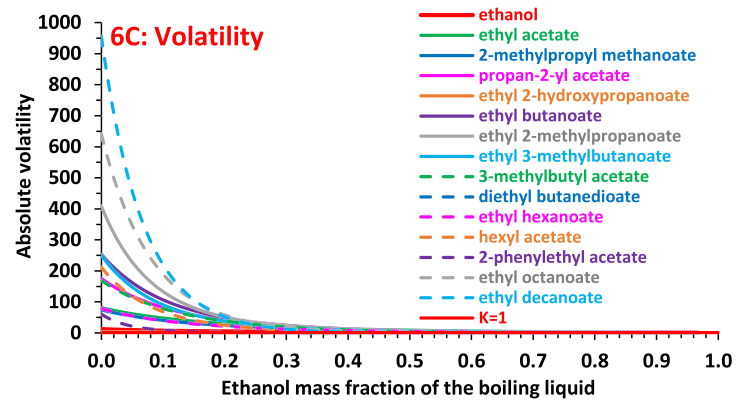 6C: Volatility
Absolute volatility
1000
900
800
700
600
500
400
300
200
100
0
0.0 0.1 0.2 0.3 0.4 0.5 0.6 0.7 0.8 0.9 1.0
Ethanol mass fraction of the boiling liquid
ethanol
ethyl acetate
2-methylpropyl methanoate
propan-2-yl acetate
ethyl 2-hydroxypropanoate
ethyl butanoate
ethyl 2-methylpropanoate
ethyl 3-methylbutanoate
3-methylbutyl acetate
diethyl butanedioate
ethyl hexanoate
hexyl acetate
2-phenylethyl acetate
ethyl octanoate
ethyl decanoate
K=1